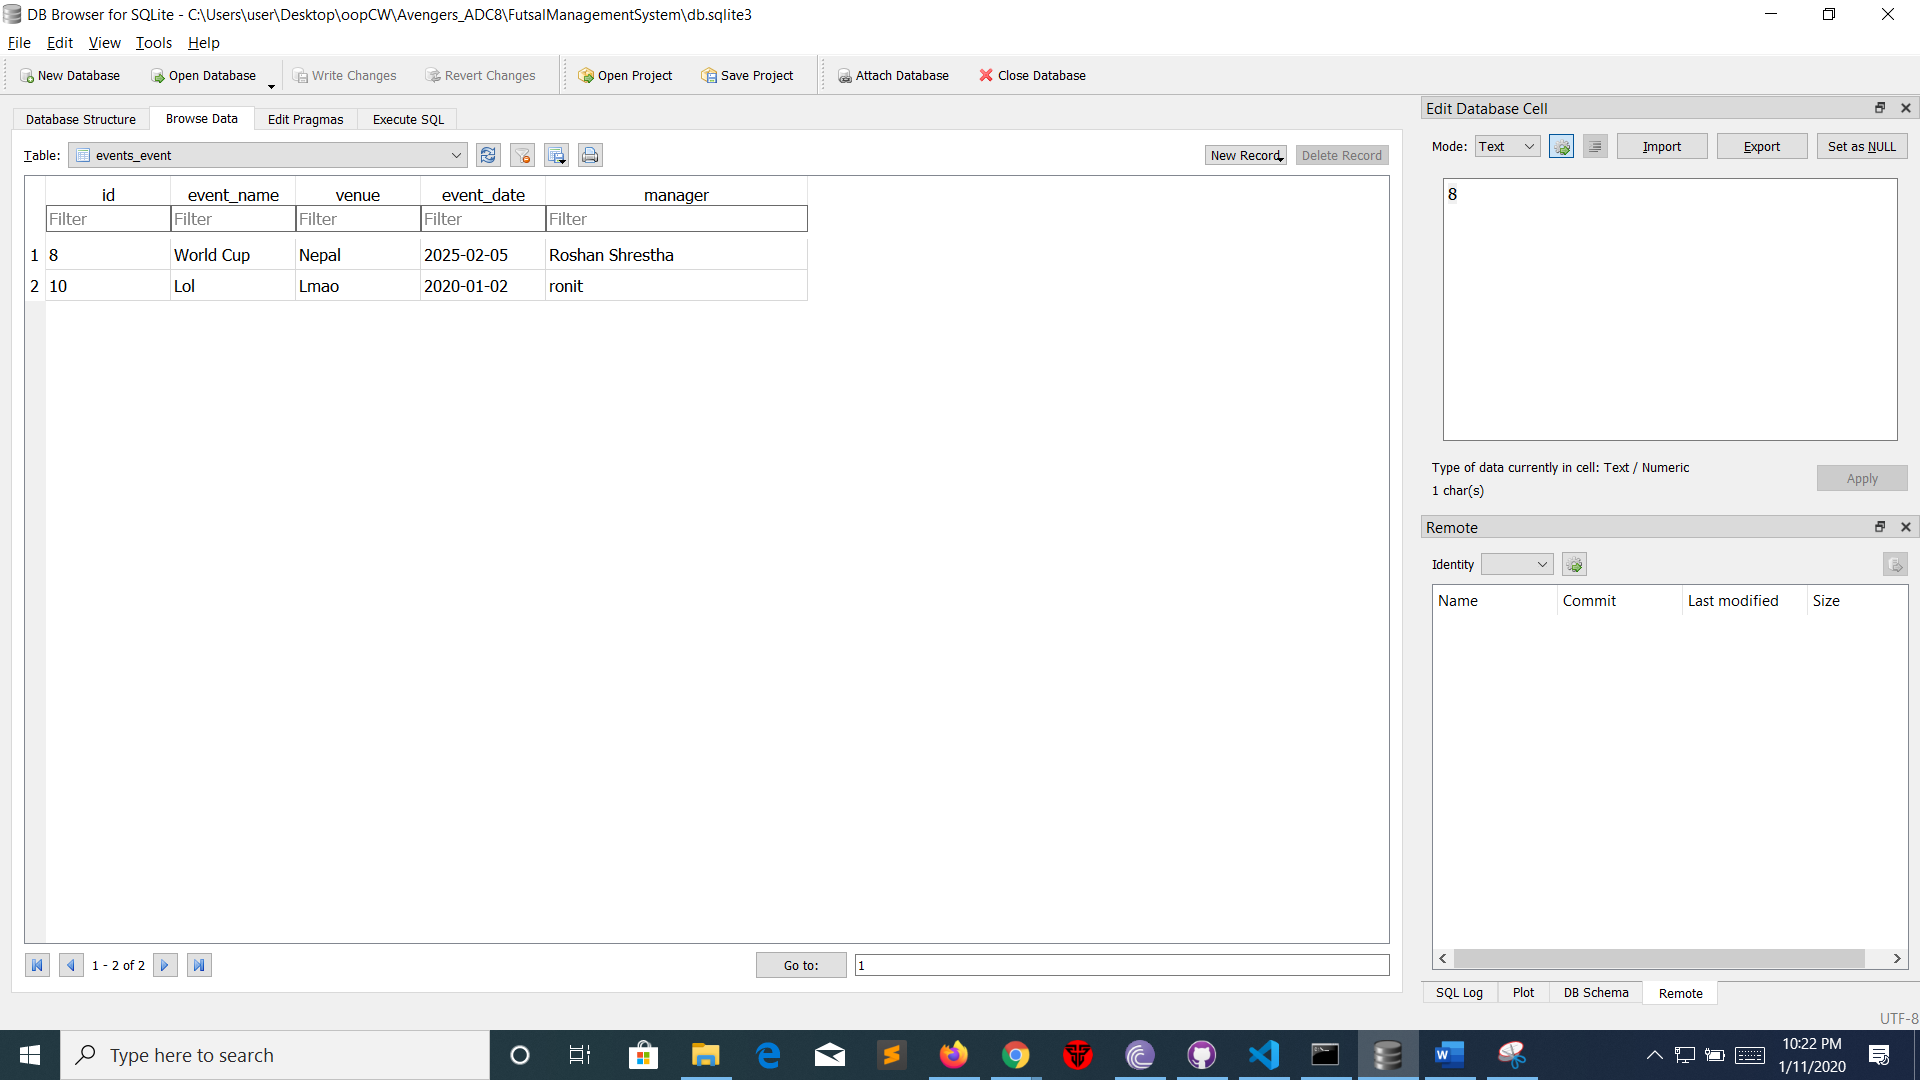 DB Browser for SQLite - C:\Users\user\Desktop\oopCW\Avengers_ADC8\FutsalManagementSystem\db.sqlite3
File Edit View Tools Help
New Database Open Database Write Changes Revert Changes Open Project Save Project Attach Database Close Database
Database Structure Browse Data Edit Pragmas Execute SQL
Table: events_event New Record Delete Record
id event_name venue event_date manager
Filter Filter Filter Filter Filter
1 8 World Cup Nepal 2025-02-05 Roshan Shrestha
2 10 Lol Lmao 2020-01-02 ronit
1 - 2 of 2 Go to: 1
Edit Database Cell
Mode: Text Import Export Set as NULL
8
Type of data currently in cell: Text / Numeric
1 char(s)
Apply
Remote
Identity
Name Commit Last modified Size
SQL Log Plot DB Schema Remote
UTF-8
Type here to search
10:22 PM
1/11/2020